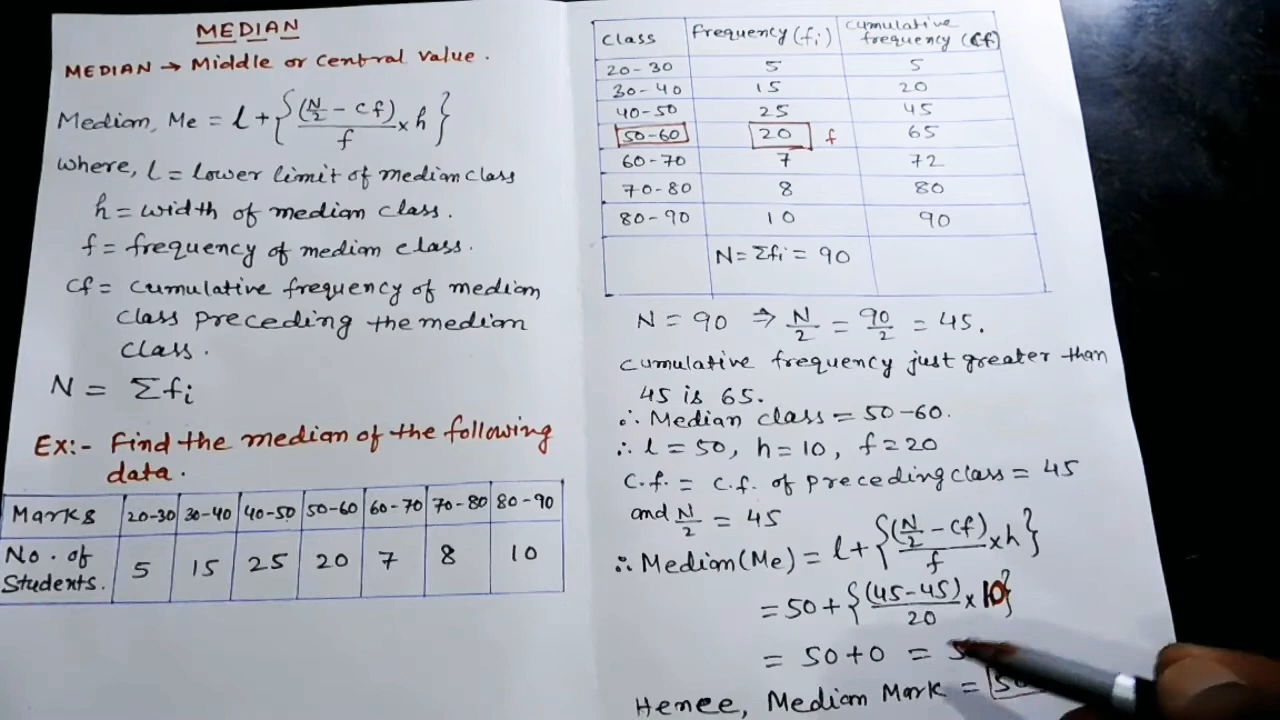 MEDIAN
MEDIAN → Middle or central value.
Median, Me = l + {(N/2 - cf)/f × h}
where, l = lower limit of median class
h = width of median class.
f = frequency of median class.
cf = cumulative frequency of median
class preceding the median
class.
N = Σfi
Ex:- Find the median of the following
data.
Marks 20-30 30-40 40-50 50-60 60-70 70-80 80-90
No. of Students. 5 15 25 20 7 8 10
Class Frequency (fi) Cumulative frequency (Cf)
20-30 5 5
30-40 15 20
40-50 25 45
50-60 20 f 65
60-70 7 72
70-80 8 80
80-90 10 90
N = Σfi = 90
N = 90 ⇒ N/2 = 90/2 = 45.
Cumulative frequency just greater than
45 is 65.
∴ Median class = 50-60.
∴ l = 50, h = 10, f = 20
C.f. = C.f. of preceding class = 45
and N/2 = 45
∴ Median(Me) = l + {(N/2 - cf)/f × h}
= 50 + {(45-45)/20 × 10}
= 50 + 0 =
Hence, Median Mark =